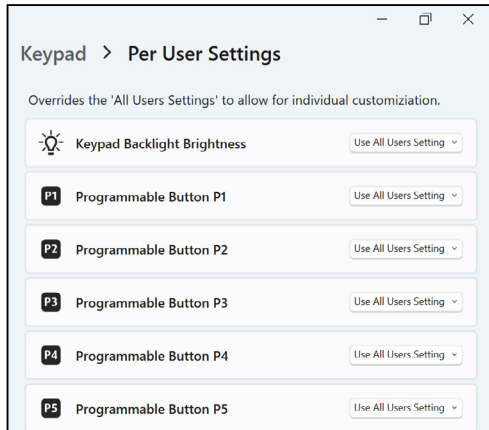 Keypad > Per User Settings
Overrides the 'All Users Settings' to allow for individual customiziation.
Keypad Backlight Brightness Use All Users Setting
P1 Programmable Button P1 Use All Users Setting
P2 Programmable Button P2 Use All Users Setting
P3 Programmable Button P3 Use All Users Setting
P4 Programmable Button P4 Use All Users Setting
P5 Programmable Button P5 Use All Users Setting